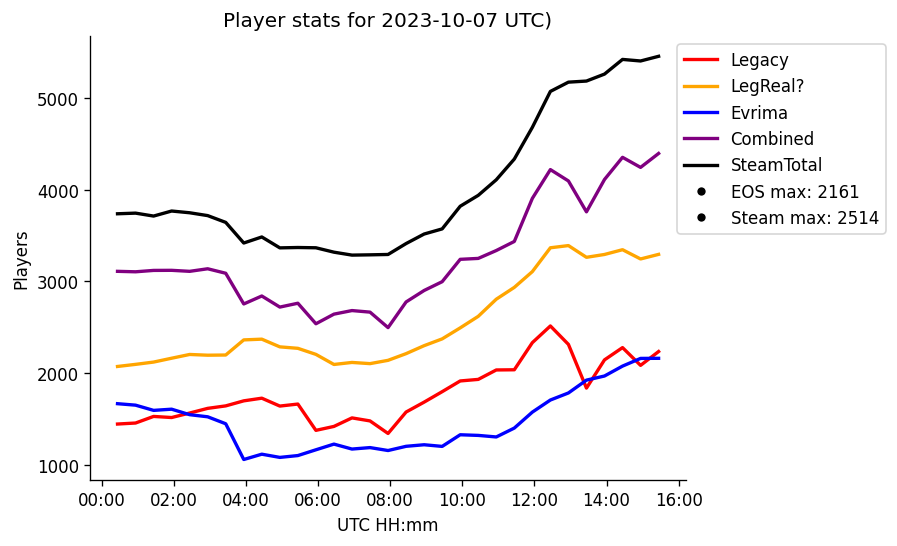 Player stats for 2023-10-07 UTC)
Legacy
LegReal?
Evrima
Combined
SteamTotal
EOS max: 2161
Steam max: 2514
Players
5000
4000
3000
2000
1000
00:00 02:00 04:00 06:00 08:00 10:00 12:00 14:00 16:00
UTC HH:mm